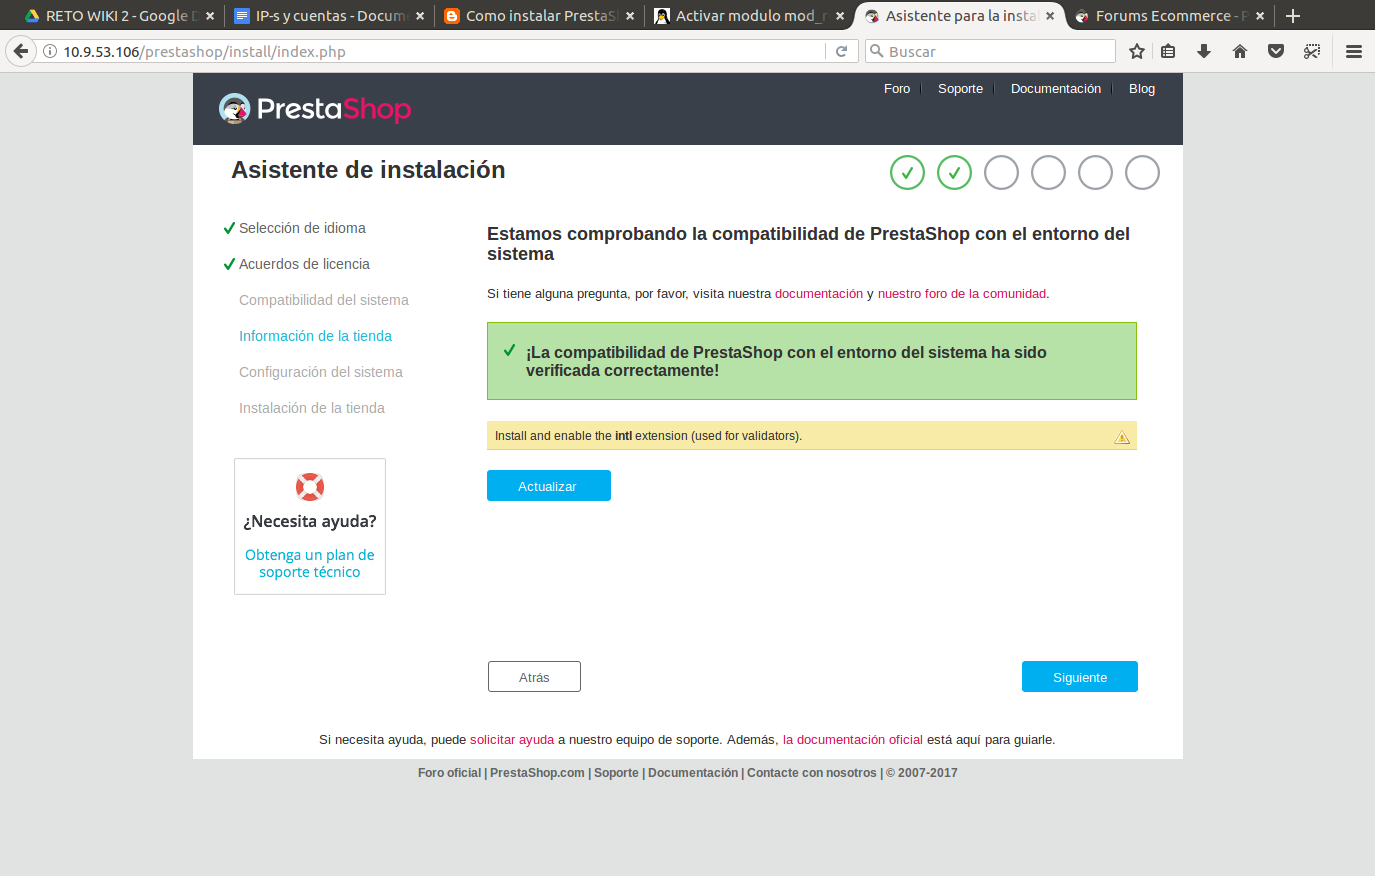 RETO WIKI 2 - Google D
IP-s y cuentas - Docum
Como instalar PrestaS
Activar modulo mod_r
Asistente para la insta
Forums Ecommerce - P
10.9.53.106/prestashop/install/index.php
Buscar
PrestaShop
Foro
Soporte
Documentación
Blog
Asistente de instalación
Selección de idioma
Acuerdos de licencia
Compatibilidad del sistema
Información de la tienda
Configuración del sistema
Instalación de la tienda
¿Necesita ayuda?
Obtenga un plan de
soporte técnico
Estamos comprobando la compatibilidad de PrestaShop con el entorno del
sistema
Si tiene alguna pregunta, por favor, visita nuestra documentación y nuestro foro de la comunidad.
¡La compatibilidad de PrestaShop con el entorno del sistema ha sido
verificada correctamente!
Install and enable the intl extension (used for validators).
Actualizar
Atrás
Siguiente
Si necesita ayuda, puede solicitar ayuda a nuestro equipo de soporte. Además, la documentación oficial está aquí para guiarle.
Foro oficial | PrestaShop.com | Soporte | Documentación | Contacte con nosotros | © 2007-2017